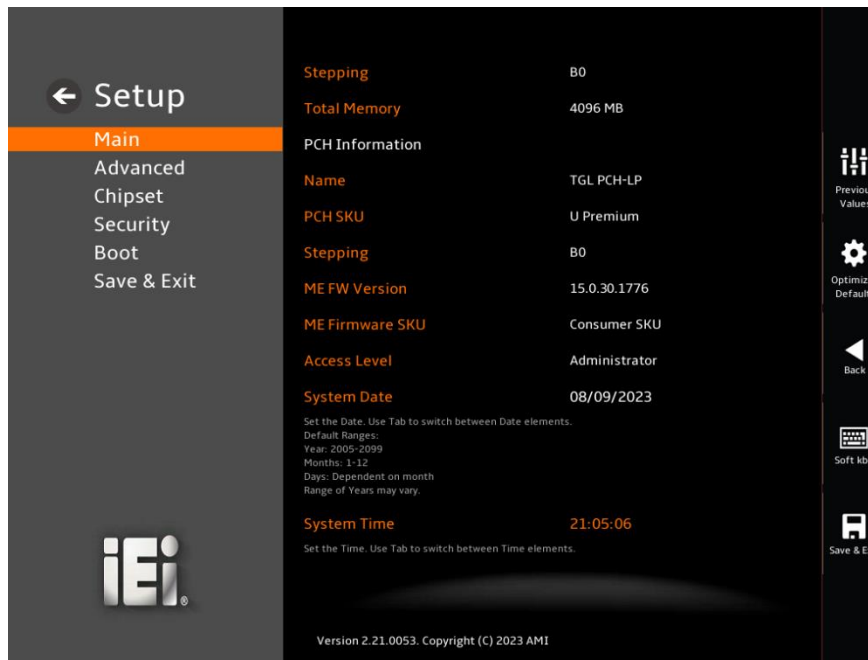 Setup
Main
Advanced
Chipset
Security
Boot
Save & Exit
Stepping B0
Total Memory 4096 MB
PCH Information
Name TGL PCH-LP
PCH SKU U Premium
Stepping B0
ME FW Version 15.0.30.1776
ME Firmware SKU Consumer SKU
Access Level Administrator
System Date 08/09/2023
Set the Date. Use Tab to switch between Date elements.
Default Ranges:
Year: 2005-2099
Months: 1-12
Days: Dependent on month
Range of Years may vary.
System Time 21:05:06
Set the Time. Use Tab to switch between Time elements.
Version 2.21.0053. Copyright (C) 2023 AMI
Back
Soft kb
Save &
iEi®